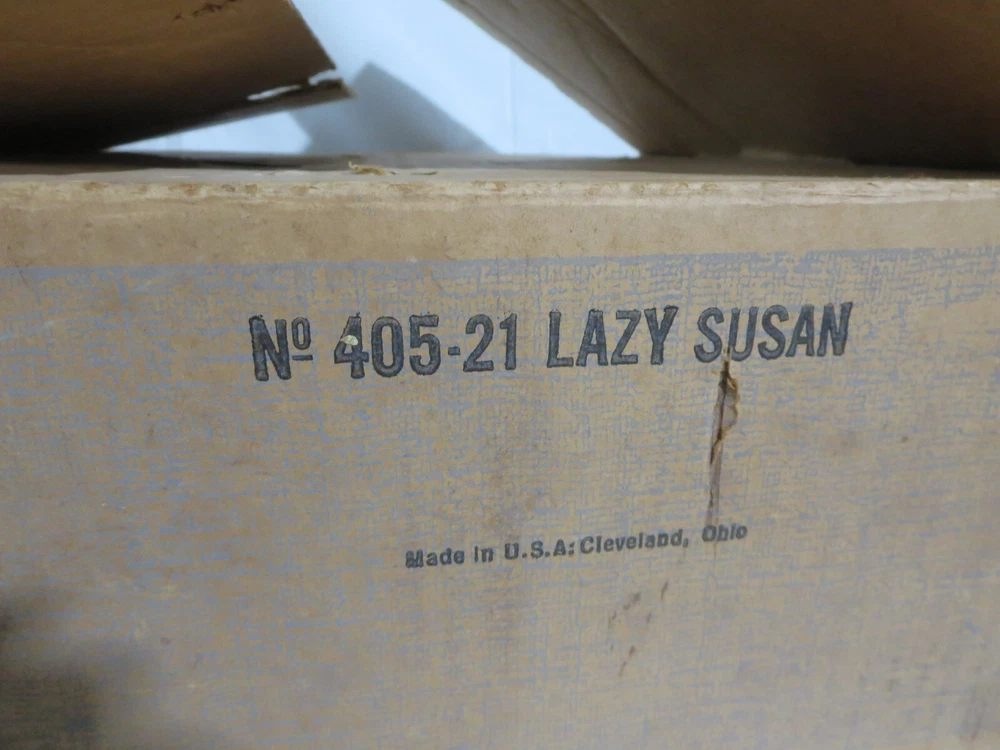 Nº 405-21 LAZY SUSAN
Made in U.S.A: Cleveland, Ohio